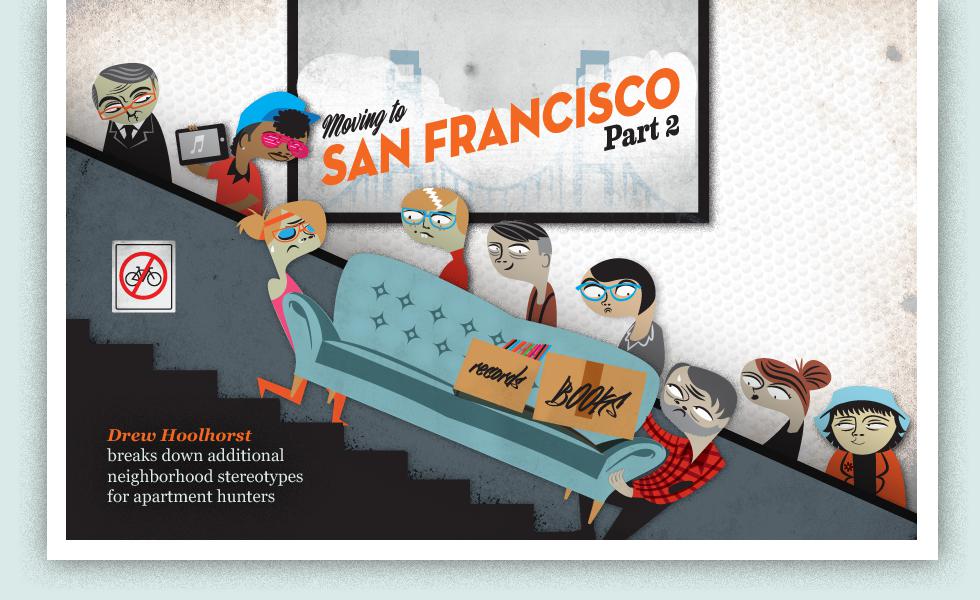 Moving to
SAN FRANCISCO
Part 2
records
BOOKS
Drew Hoolhorst
breaks down additional
neighborhood stereotypes
for apartment hunters